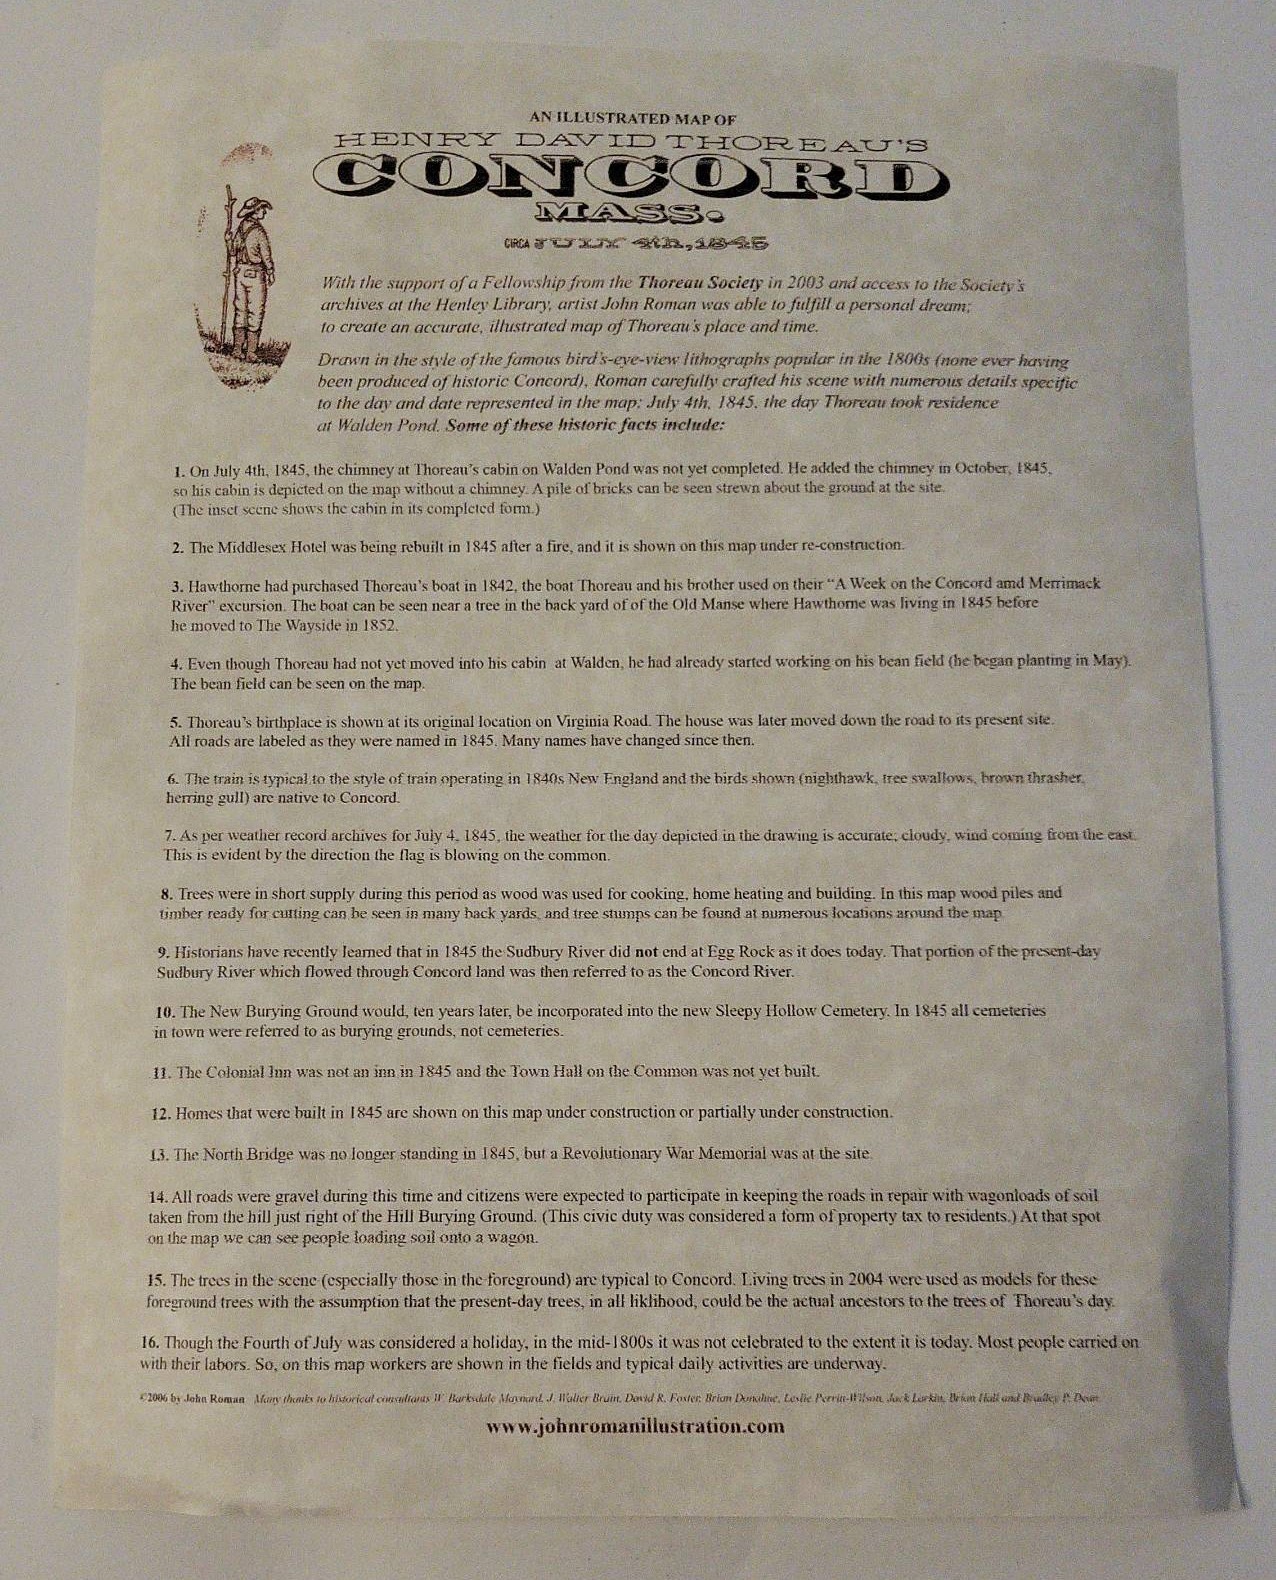 AN ILLUSTRATED MAP OF
HENRY DAVID THOREAU'S
CONCORD
MASS.
CIRCA JULY 4th, 1845
With the support of a Fellowship from the Thoreau Society in 2003 and access to the Society's
archives at the Henley Library, artist John Roman was able to fulfill a personal dream;
to create an accurate, illustrated map of Thoreau's place and time.
Drawn in the style of the famous bird's-eye-view lithographs popular in the 1800s (none ever having
been produced of historic Concord), Roman carefully crafted his scene with numerous details specific
to the day and date represented in the map: July 4th, 1845, the day Thoreau took residence
at Walden Pond. Some of these historic facts include:
1. On July 4th, 1845, the chimney at Thoreau's cabin on Walden Pond was not yet completed. He added the chimney in October, 1845,
so his cabin is depicted on the map without a chimney. A pile of bricks can be seen strewn about the ground at the site.
(The inset scene shows the cabin in its completed form.)
2. The Middlesex Hotel was being rebuilt in 1845 after a fire, and it is shown on this map under re-construction.
3. Hawthorne had purchased Thoreau's boat in 1842, the boat Thoreau and his brother used on their "A Week on the Concord amd Merrimack
River" excursion. The boat can be seen near a tree in the back yard of of the Old Manse where Hawthorne was living in 1845 before
he moved to The Wayside in 1852.
4. Even though Thoreau had not yet moved into his cabin at Walden, he had already started working on his bean field (he began planting in May).
The bean field can be seen on the map.
5. Thoreau's birthplace is shown at its original location on Virginia Road. The house was later moved down the road to its present site.
All roads are labeled as they were named in 1845. Many names have changed since then.
6. The train is typical to the style of train operating in 1840s New England and the birds shown (nighthawk, tree swallows, brown thrasher,
herring gull) are native to Concord.
7. As per weather record archives for July 4, 1845, the weather for the day depicted in the drawing is accurate; cloudy, wind coming from the east.
This is evident by the direction the flag is blowing on the common.
8. Trees were in short supply during this period as wood was used for cooking, home heating and building. In this map wood piles and
timber ready for cutting can be seen in many back yards, and tree stumps can be found at numerous locations around the map.
9. Historians have recently learned that in 1845 the Sudbury River did not end at Egg Rock as it does today. That portion of the present-day
Sudbury River which flowed through Concord land was then referred to as the Concord River.
10. The New Burying Ground would, ten years later, be incorporated into the new Sleepy Hollow Cemetery. In 1845 all cemeteries
in town were referred to as burying grounds, not cemeteries.
11. The Colonial Inn was not an inn in 1845 and the Town Hall on the Common was not yet built.
12. Homes that were built in 1845 are shown on this map under construction or partially under construction.
13. The North Bridge was no longer standing in 1845, but a Revolutionary War Memorial was at the site.
14. All roads were gravel during this time and citizens were expected to participate in keeping the roads in repair with wagonloads of soil
taken from the hill just right of the Hill Burying Ground. (This civic duty was considered a form of property tax to residents.) At that spot
on the map we can see people loading soil onto a wagon.
15. The trees in the scene (especially those in the foreground) are typical to Concord. Living trees in 2004 were used as models for these
foreground trees with the assumption that the present-day trees, in all liklihood, could be the actual ancestors to the trees of Thoreau's day.
16. Though the Fourth of July was considered a holiday, in the mid-1800s it was not celebrated to the extent it is today. Most people carried on
with their labors. So, on this map workers are shown in the fields and typical daily activities are underway.
©2006 by John Roman Many thanks to historical consultants W. Barksdale Maynard, J. Walter Brain, David R. Foster, Brian Donahue, Leslie Perrin-Wilson, Jack Larkin, Brian Hall and Bradley P. Dean
www.johnromanillustration.com